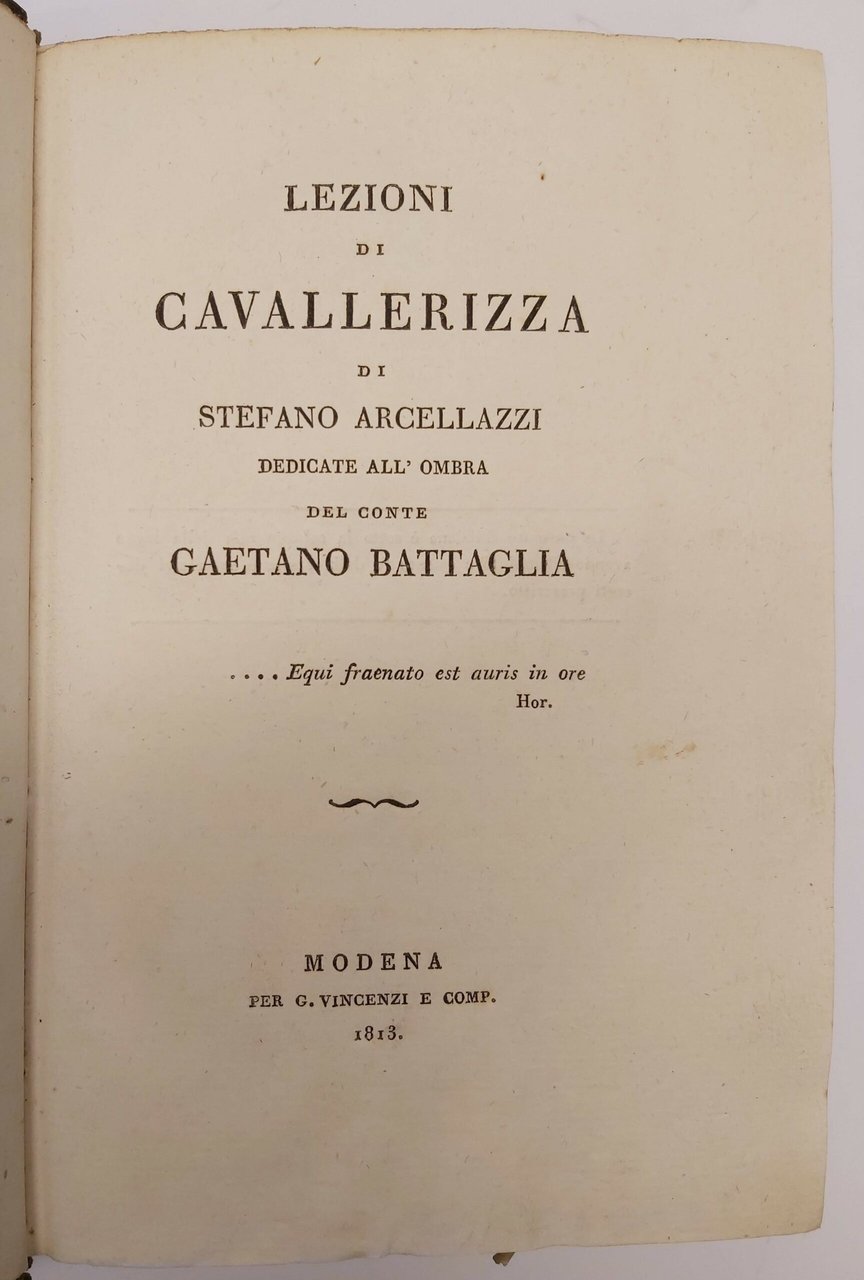 LEZIONI
DI
CAVALLERIZZA
DI
STEFANO ARCELLAZZI
DEDICATE ALL' OMBRA
DEL CONTE
GAETANO BATTAGLIA
....Equi fraenato est auris in ore
Hor.
MODENA
PER G. VINCENZI E COMP.
1813.